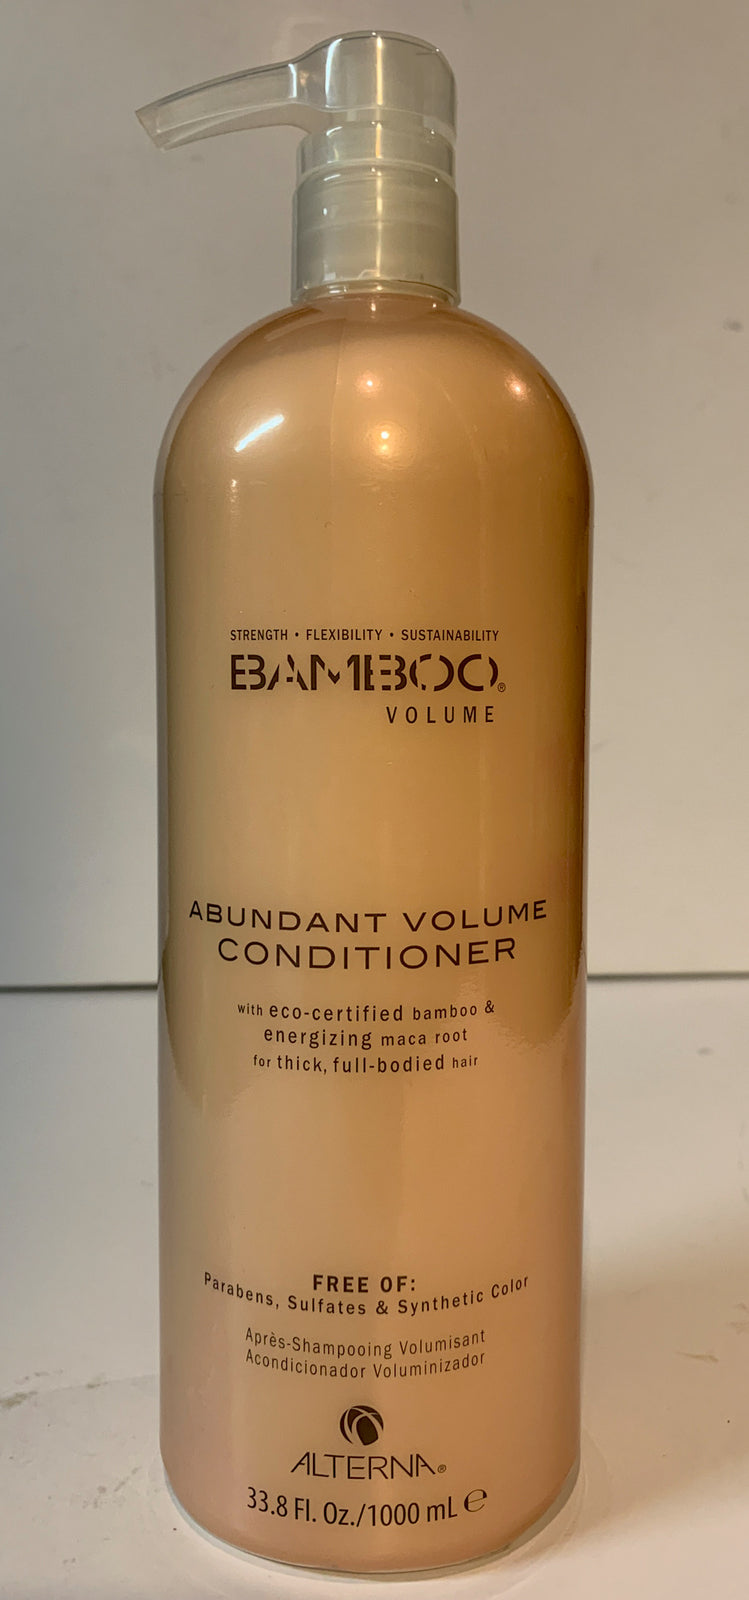 STRENGTH • FLEXIBILITY • SUSTAINABILITY
BAMBOO®
VOLUME
ABUNDANT VOLUME
CONDITIONER
with eco-certified bamboo &
energizing maca root
for thick, full-bodied hair
FREE OF:
Parabens, Sulfates & Synthetic Color
Après-Shampooing Volumisant
Acondicionador Voluminizador
ALTERNA®
33.8 Fl. Oz./1000 mL ℮